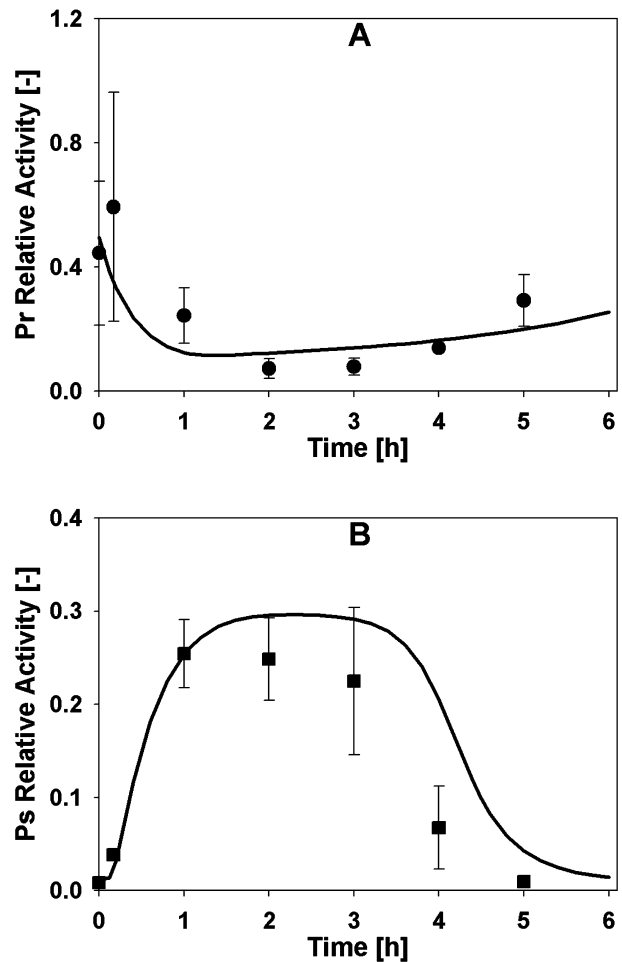 A
Pr Relative Activity [-]
1.2
0.8
0.4
0.0
0 1 2 3 4 5 6
Time [h]
B
Ps Relative Activity [-]
0.4
0.3
0.2
0.1
0.0
0 1 2 3 4 5 6
Time [h]